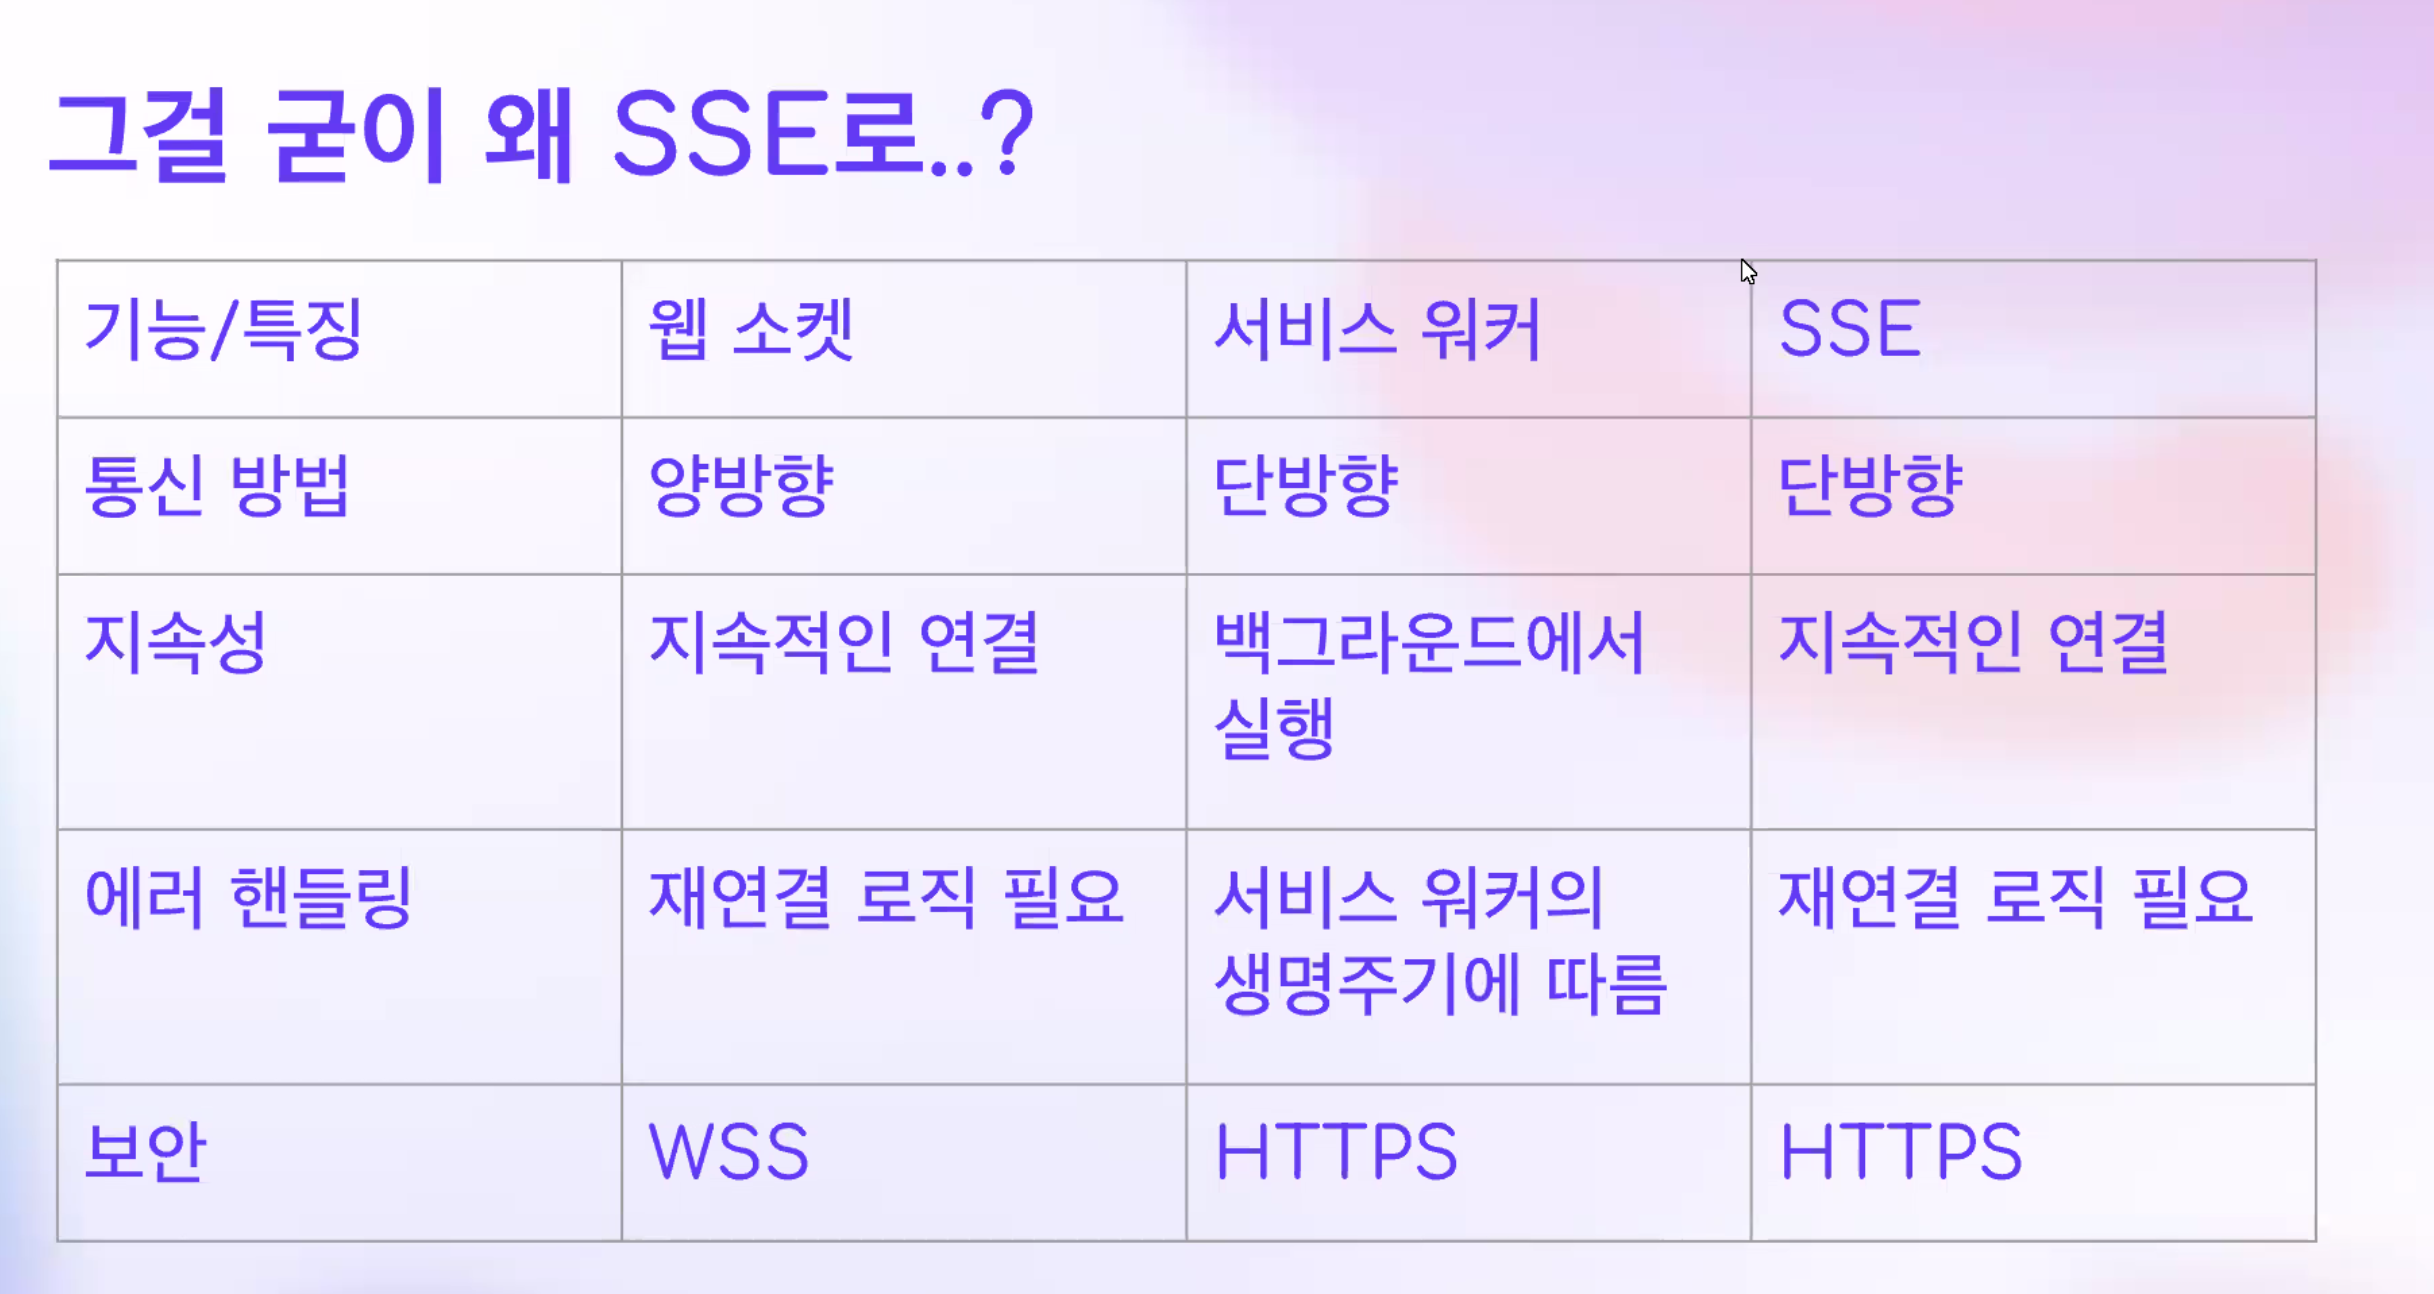 그걸 굳이 왜 SSE로..?
기능/특징 웹 소켓 서비스 워커 SSE
통신 방법 양방향 단방향 단방향
지속성 지속적인 연결 백그라운드에서 지속적인 연결
실행
에러 핸들링 재연결 로직 필요 서비스 워커의 재연결 로직 필요
생명주기에 따름
보안 WSS HTTPS HTTPS